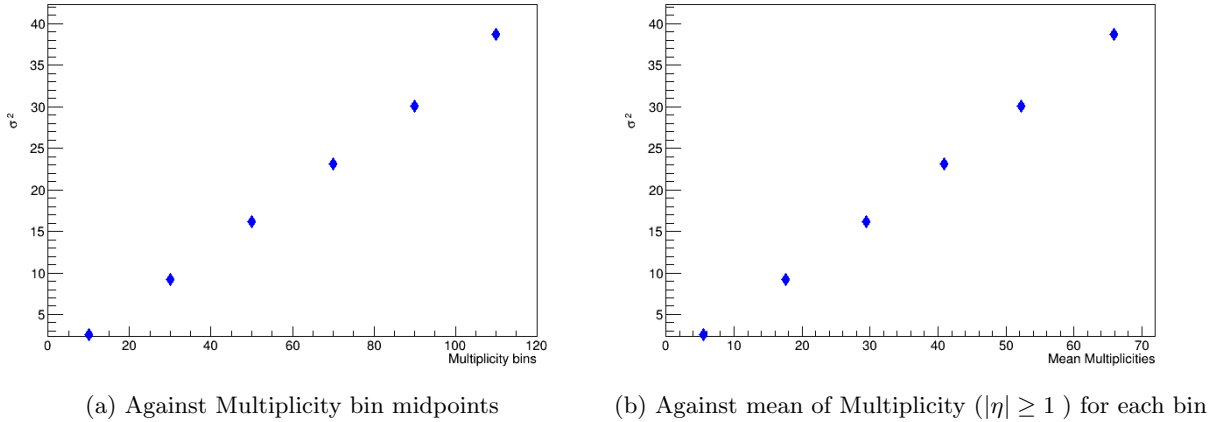 σ²
40
35
30
25
20
15
10
5
0 20 40 60 80 100 120
Multiplicity bins
(a) Against Multiplicity bin midpoints
σ²
40
35
30
25
20
15
10
5
0 10 20 30 40 50 60 70
Mean Multiplicities
(b) Against mean of Multiplicity (|η| ≥ 1 ) for each bin